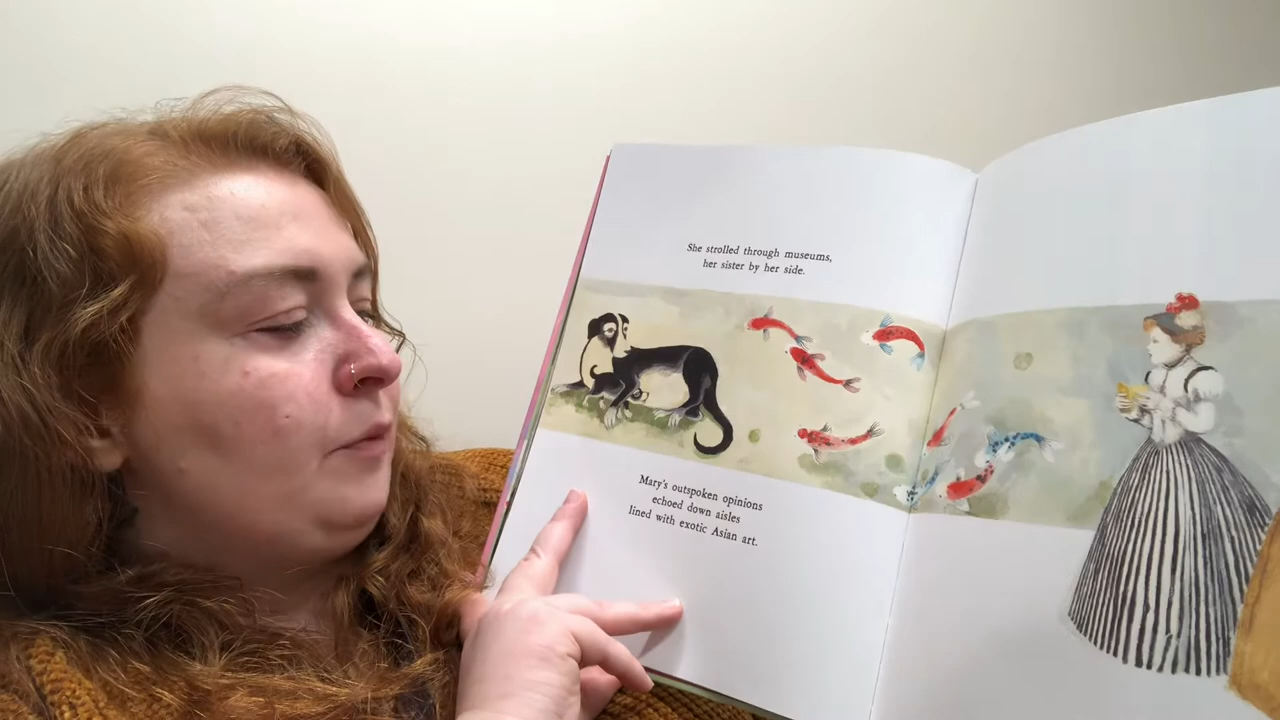 She strolled through museums,
her sister by her side.
Mary's outspoken opinions
echoed down aisles
lined with exotic Asian art.